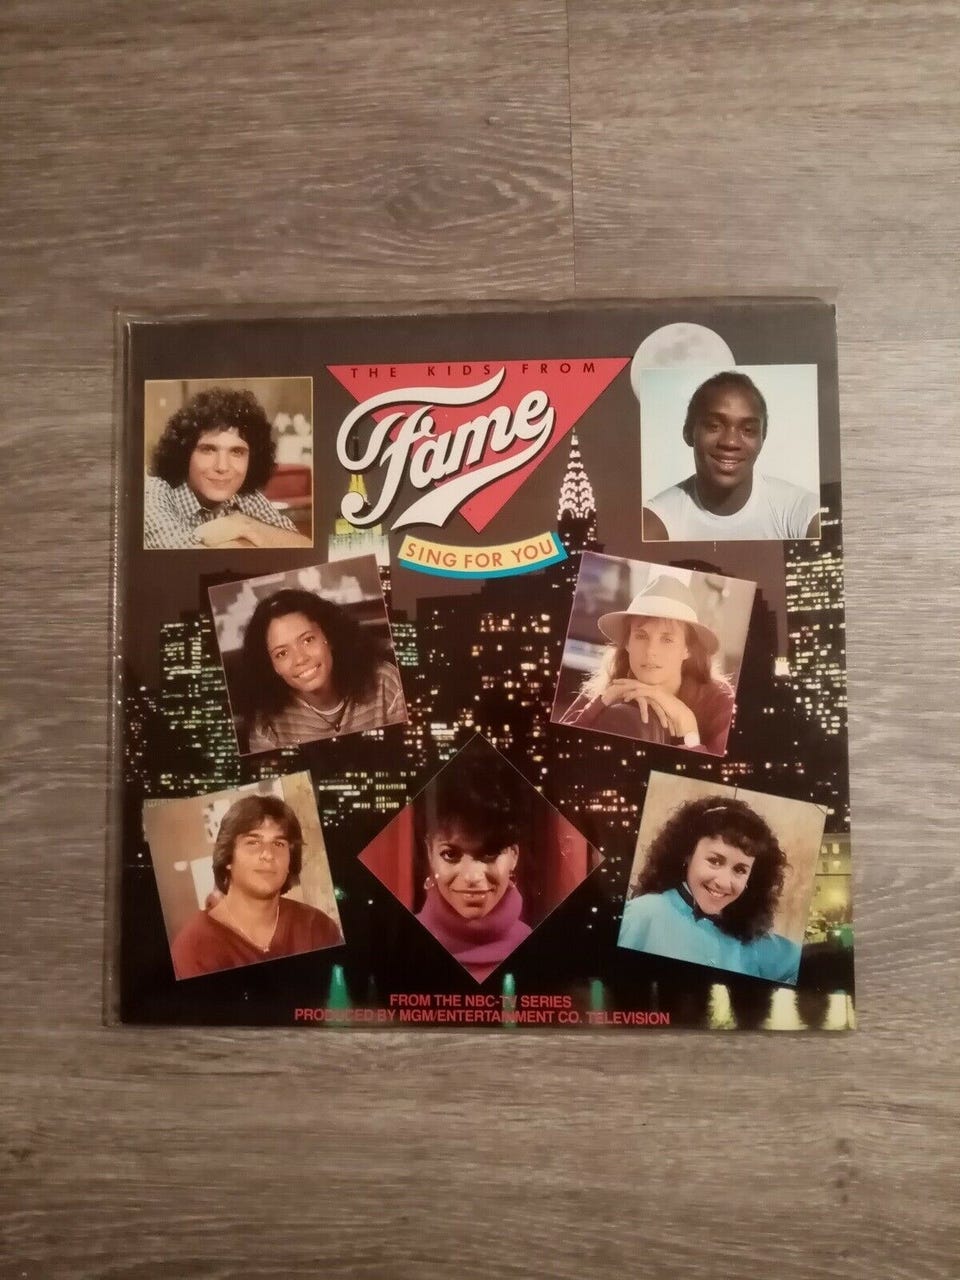 THE KIDS FROM
Fame
SING FOR YOU
FROM THE NBC-TV SERIES
PRODUCED BY MGM/ENTERTAINMENT CO. TELEVISION